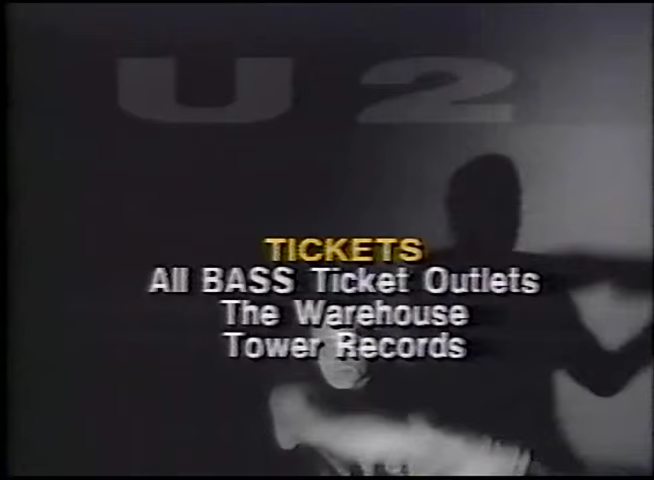 U2
TICKETS
All BASS Ticket Outlets
The Warehouse
Tower Records